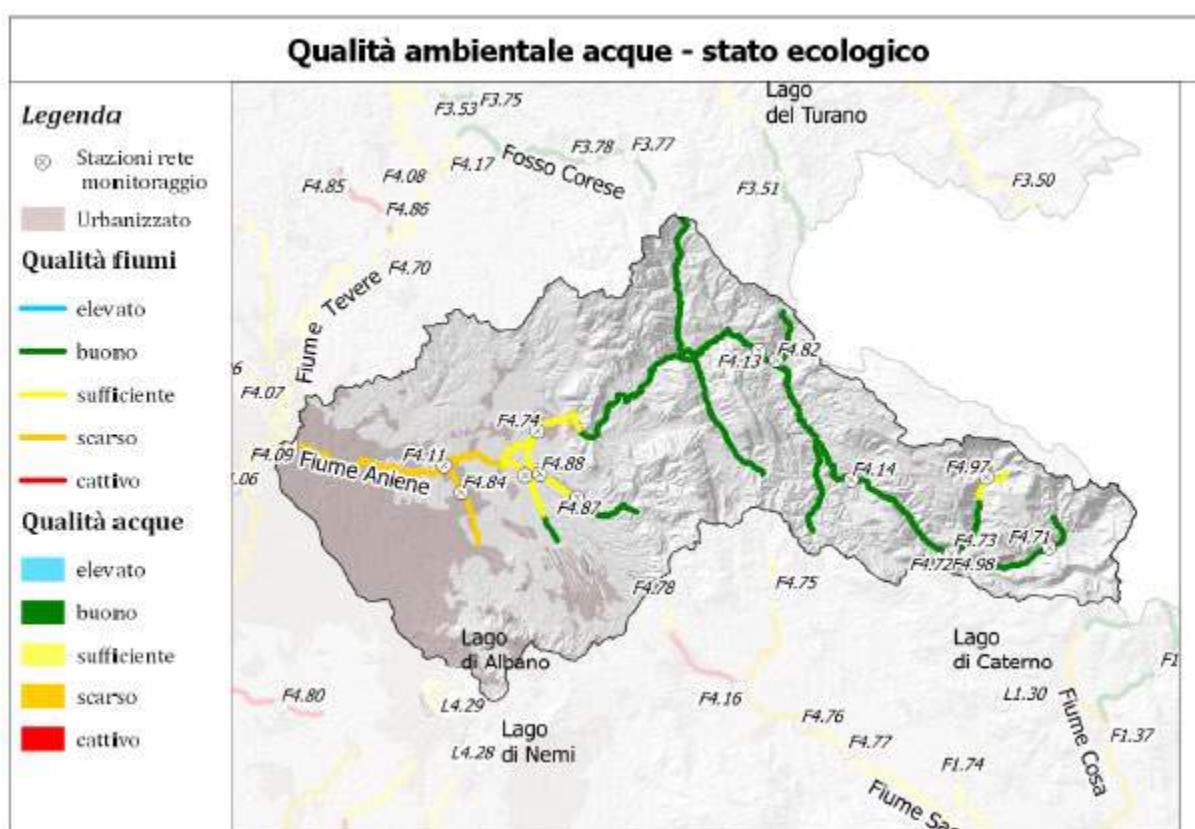 Qualità ambientale acque - stato ecologico
Legenda
Stazioni rete
monitoraggio
Urbanizzato
Qualità fiumi
elevato
buono
sufficiente
scarso
cattivo
Qualità acque
elevato
buono
sufficiente
scarso
cattivo
Lago
del Turano
F3.75
F3.53
F3.78
F3.77
F4.17
Fosso Corese
F4.08
F4.85
F4.86
F3.51
F3.50
F4.70
Fiume Tevere
F4.82
F4.13
F4.07
F4.74
F4.09
Fiume Aniene
F4.11
F4.88
F4.84
F4.14
F4.97
.06
F4.87
F4.73
F4.71
F4.72
F4.98
F4.78
F4.75
Lago
di Albano
Lago
di Caterno
F1
F4.80
L4.29
F4.16
L1.30
Fiume Cosa
F4.76
F4.77
F1.37
Lago
di Nemi
L4.28
F1.74
Fiume Sac